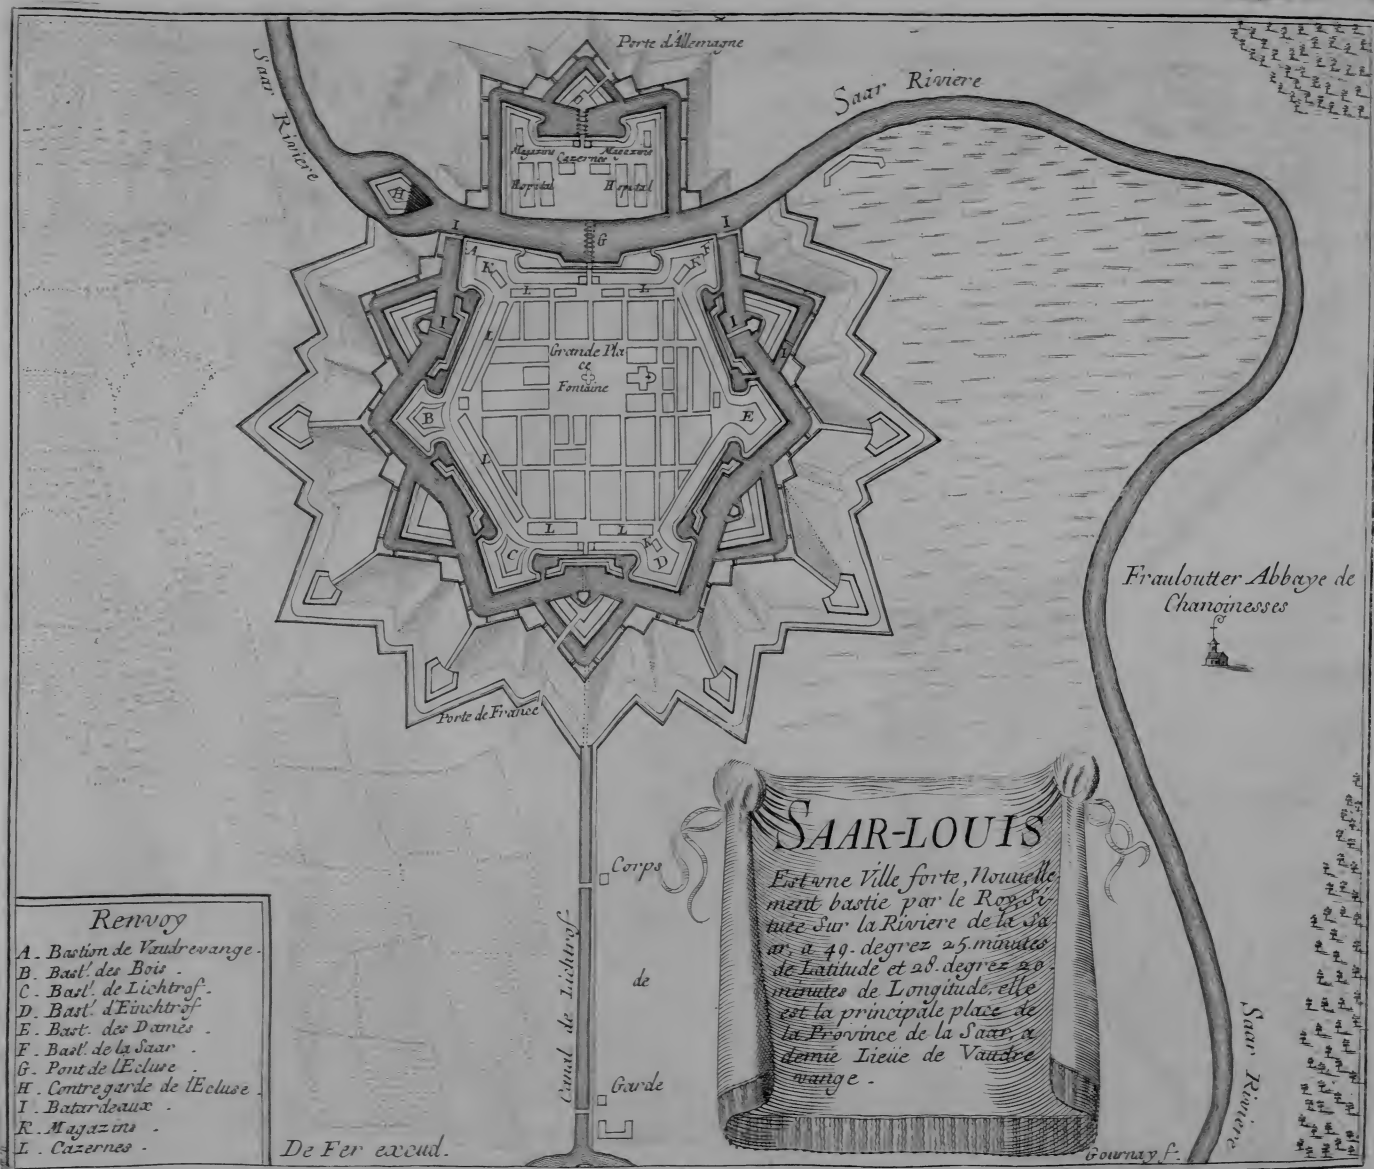 Porte d'Allemagne
Saar Riviere
Saar Riviere
Magazins
Cazernes
Magazins
Hospital
Hospital
H
I
I
G
A
F
K
K
L
L
I
I
I
L
Grande Pla
ce
Fontaine
B
E
L
L
L
K
C
D
Porte de France
Frauloutter Abbaye de
Chanoinesses
SAAR-LOUIS
Est vne Ville forte, Nouuelle
ment bastie par le Roy, Si-
tuée Sur la Riviere de la Sa
ar, a 49. degrez 25. minutes
de Latitude et 28. degrez 20.
minutes de Longitude, elle
est la principale place de
la Province de la Saar, a
demie Lieüe de Vaudre
vange.
Corps
de
Garde
Canal de Lichtrof
Saar Riviere
Renvoy
A. Bastion de Vaudrevange.
B. Bast. des Bois.
C. Bast. de Lichtrof.
D. Bast. d'Einchtrof
E. Bast. des Dames.
F. Bast. de la Saar.
G. Pont de l'Ecluse.
H. Contregarde de l'Ecluse.
I. Batardeaux.
K. Magazins.
L. Cazernes.
De Fer excud.
Gournay f.